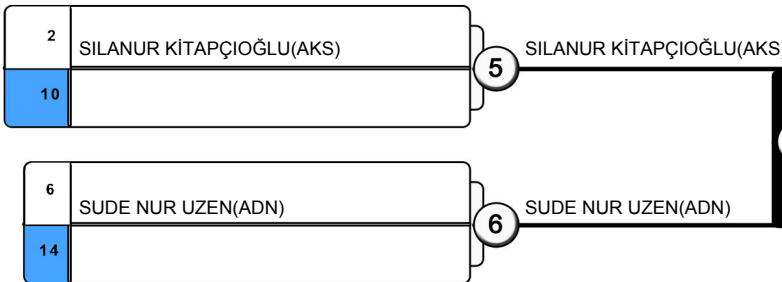 2
SILANUR KİTAPÇIOĞLU(AKS)
10
5
SILANUR KİTAPÇIOĞLU(AKS)
6
SUDE NUR UZEN(ADN)
14
6
SUDE NUR UZEN(ADN)